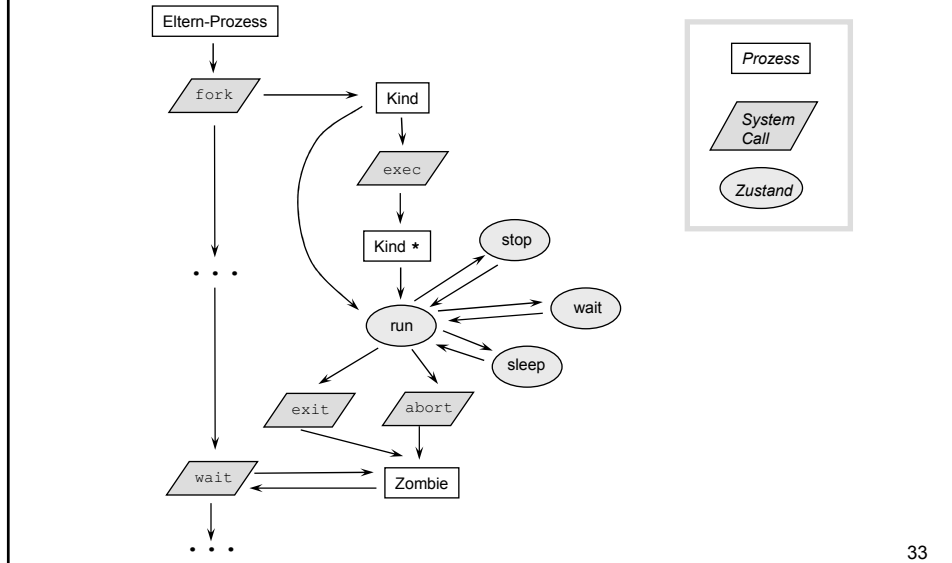 Eltern-Prozess
fork
Kind
exec
Kind *
stop
wait
run
sleep
exit
abort
wait
Zombie
. . .
. . .
Prozess
System
Call
Zustand
33